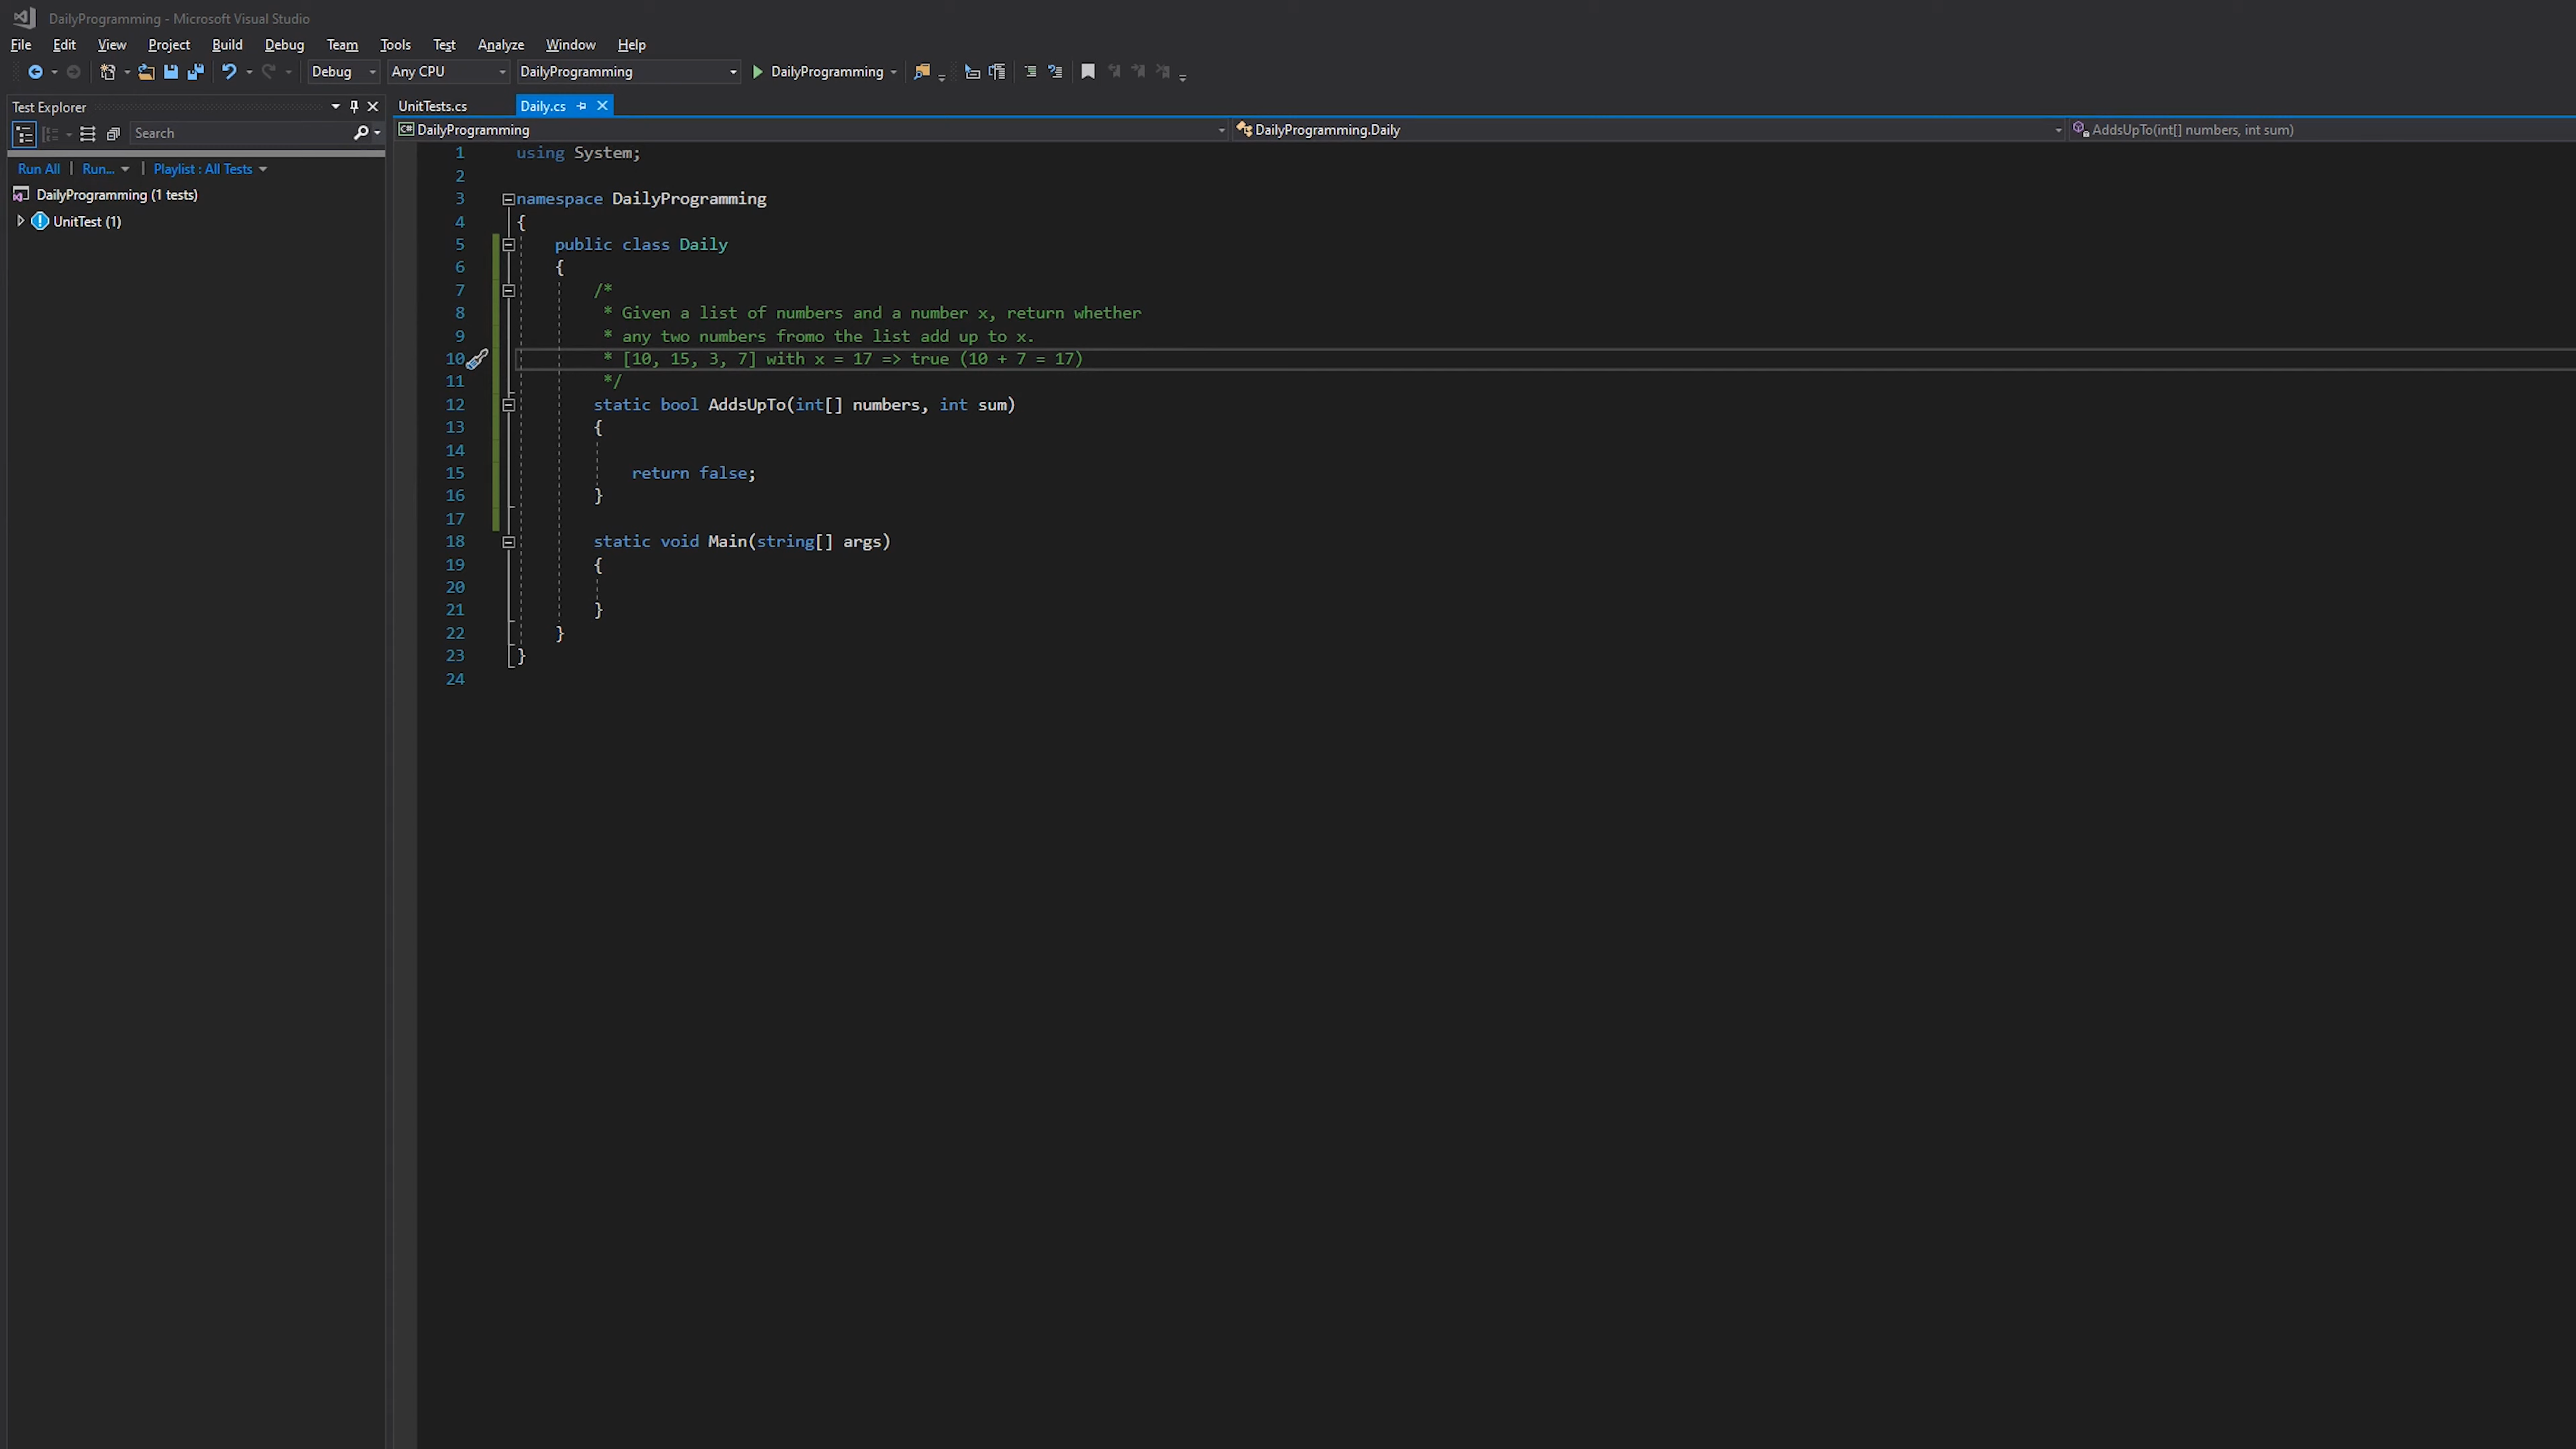 DailyProgramming - Microsoft Visual Studio
File Edit View Project Build Debug Team Tools Test Analyze Window Help
Debug Any CPU DailyProgramming DailyProgramming
Test Explorer
Search
Run All | Run... | Playlist : All Tests
DailyProgramming (1 tests)
UnitTest (1)
UnitTests.cs Daily.cs
DailyProgramming DailyProgramming.Daily AddsUpTo(int[] numbers, int sum)
1 using System;
2
3 namespace DailyProgramming
4 {
5 public class Daily
6 {
7 /*
8 * Given a list of numbers and a number x, return whether
9 * any two numbers fromo the list add up to x.
10 * [10, 15, 3, 7] with x = 17 => true (10 + 7 = 17)
11 */
12 static bool AddsUpTo(int[] numbers, int sum)
13 {
14
15 return false;
16 }
17
18 static void Main(string[] args)
19 {
20
21 }
22 }
23 }
24